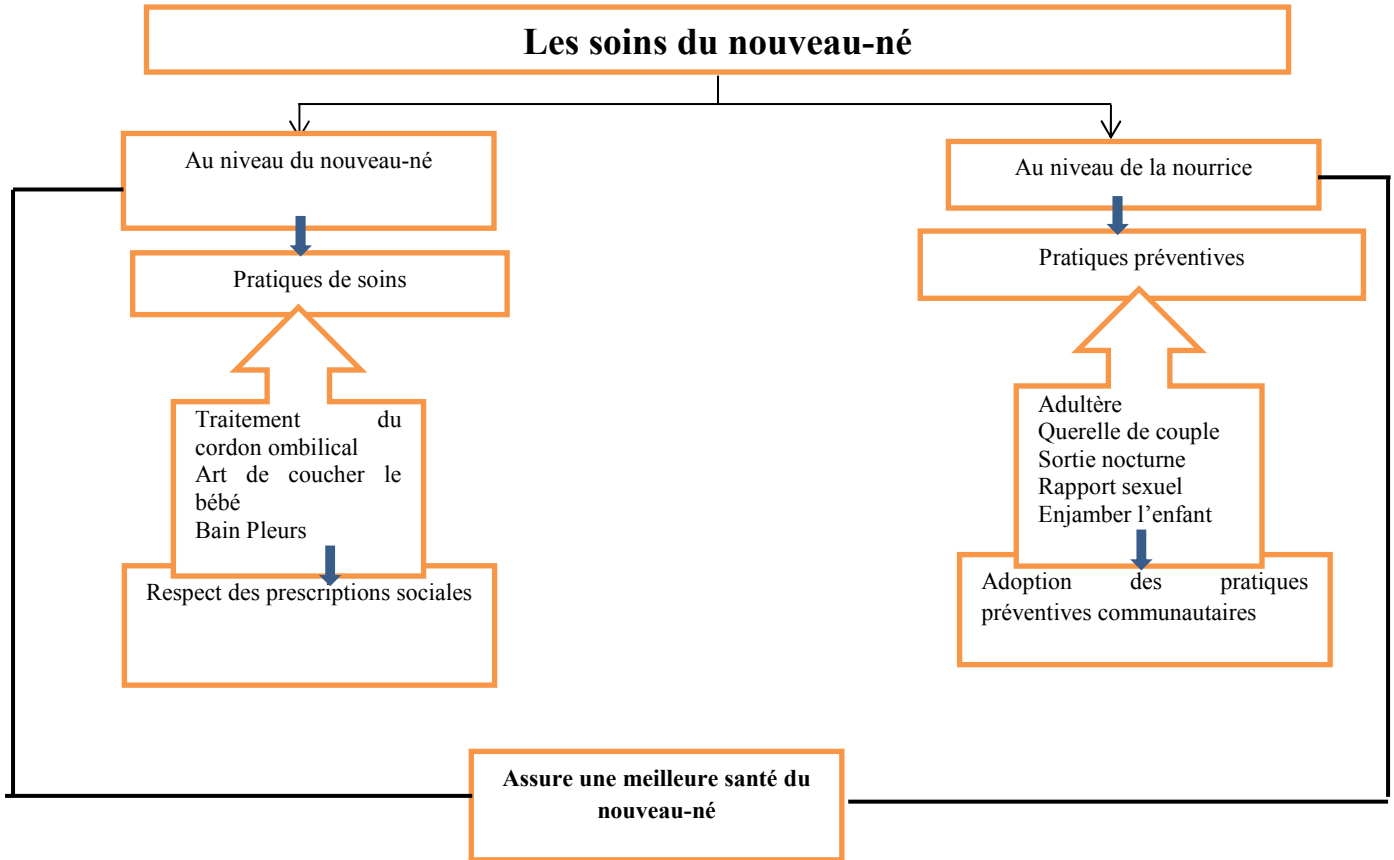 Les soins du nouveau-né
Au niveau du nouveau-né
Au niveau de la nourrice
Pratiques de soins
Pratiques préventives
Traitement du
cordon ombilical
Art de coucher le
bébé
Bain Pleurs
Adultère
Querelle de couple
Sortie nocturne
Rapport sexuel
Enjamber l’enfant
Respect des prescriptions sociales
Adoption des pratiques
préventives communautaires
Assure une meilleure santé du
nouveau-né